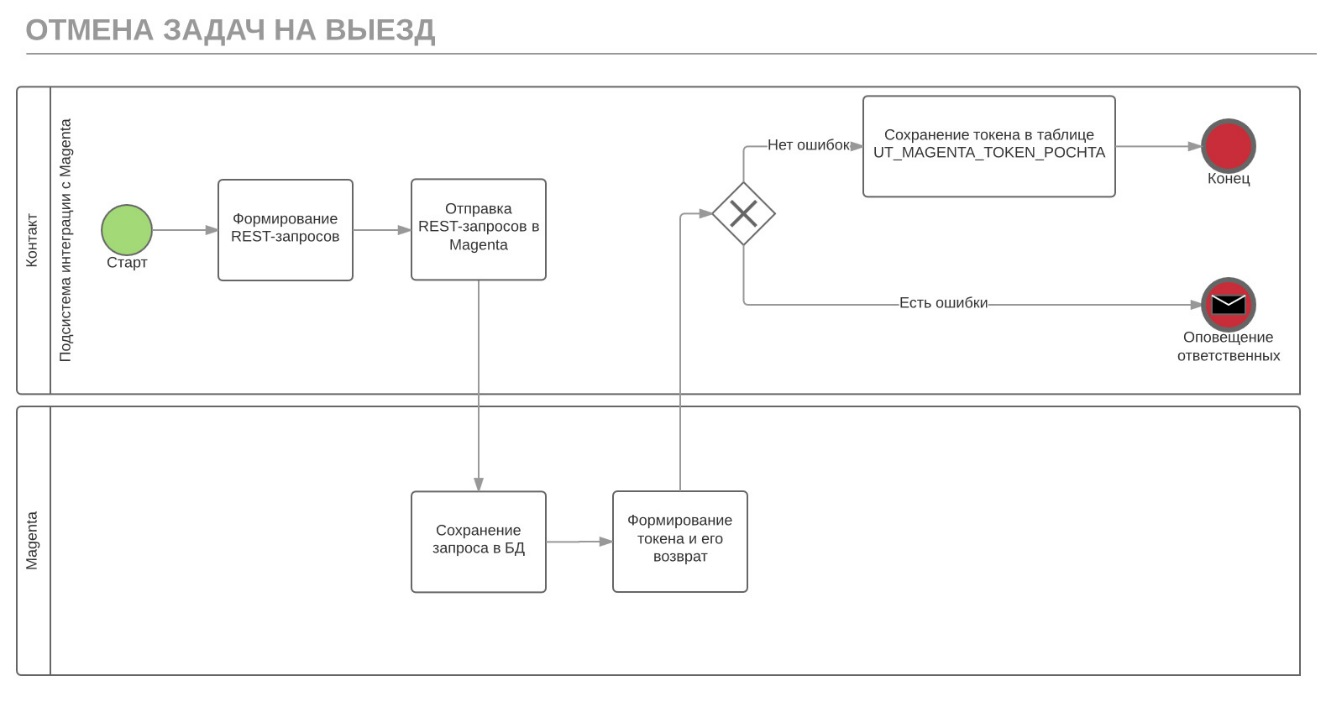 ОТМЕНА ЗАДАЧ НА ВЫЕЗД
Контакт
Подсистема интеграции с Magenta
Старт
Формирование
REST-запросов
Отправка
REST-запросов в
Magenta
Нет ошибок
Сохранение токена в таблице
UT_MAGENTA_TOKEN_POCHTA
Конец
Есть ошибки
Оповещение
ответственных
Magenta
Сохранение
запроса в БД
Формирование
токена и его
возврат